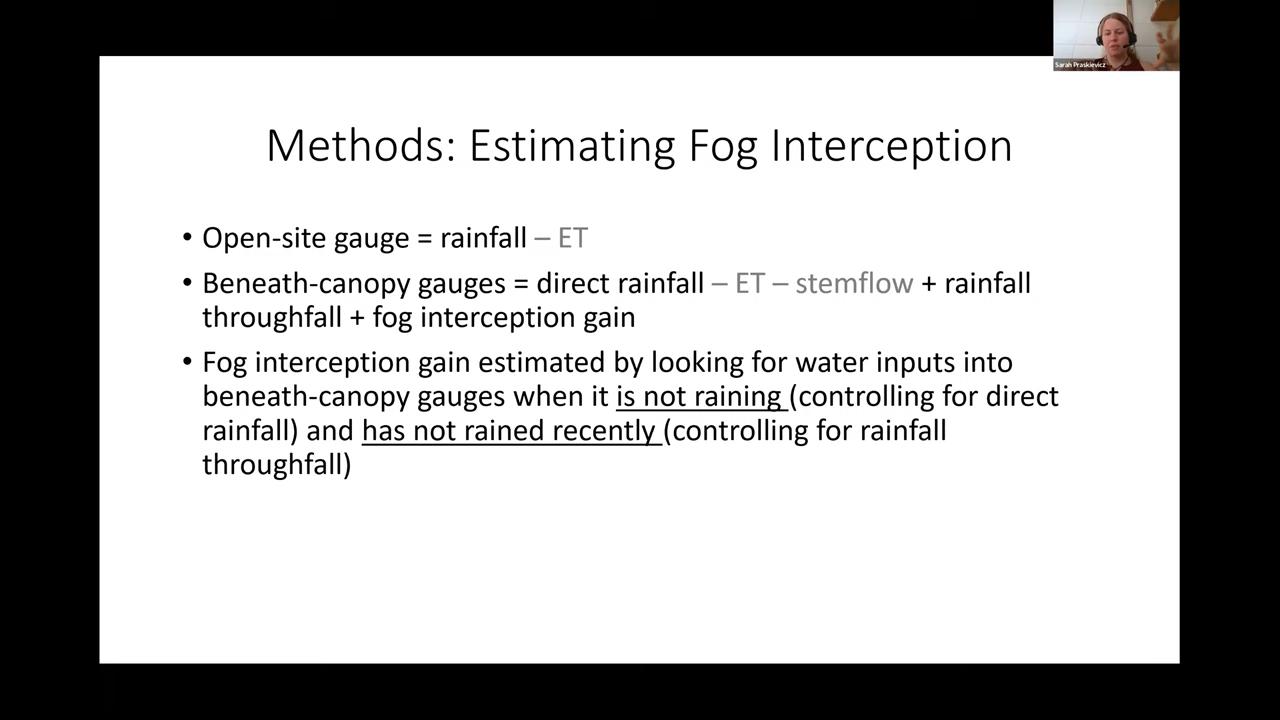 Sarah Praskievicz
Methods: Estimating Fog Interception
• Open-site gauge = rainfall – ET
• Beneath-canopy gauges = direct rainfall – ET – stemflow + rainfall
throughfall + fog interception gain
• Fog interception gain estimated by looking for water inputs into
beneath-canopy gauges when it is not raining (controlling for direct
rainfall) and has not rained recently (controlling for rainfall
throughfall)